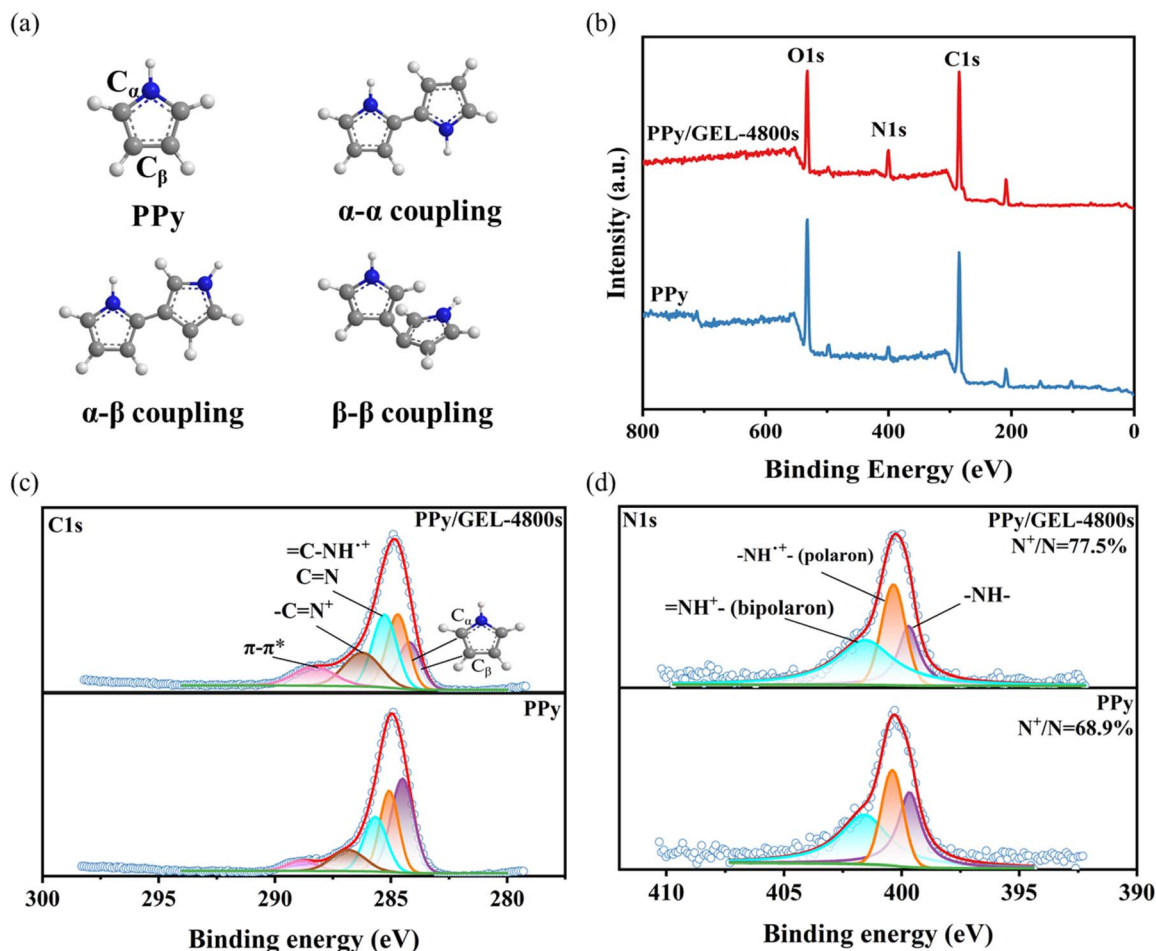 (a)
Cα
Cβ
PPy
α-α coupling
α-β coupling
β-β coupling
(b)
O1s
C1s
N1s
PPy/GEL-4800s
PPy
Intensity (a.u.)
800 600 400 200 0
Binding Energy (eV)
(c)
C1s
PPy/GEL-4800s
=C-NH·+
C=N
-C=N+
π-π*
Cα
Cβ
PPy
300 295 290 285 280
Binding energy (eV)
(d)
N1s
PPy/GEL-4800s
N+/N=77.5%
-NH·+- (polaron)
=NH+- (bipolaron)
-NH-
PPy
N+/N=68.9%
410 405 400 395 390
Binding energy (eV)